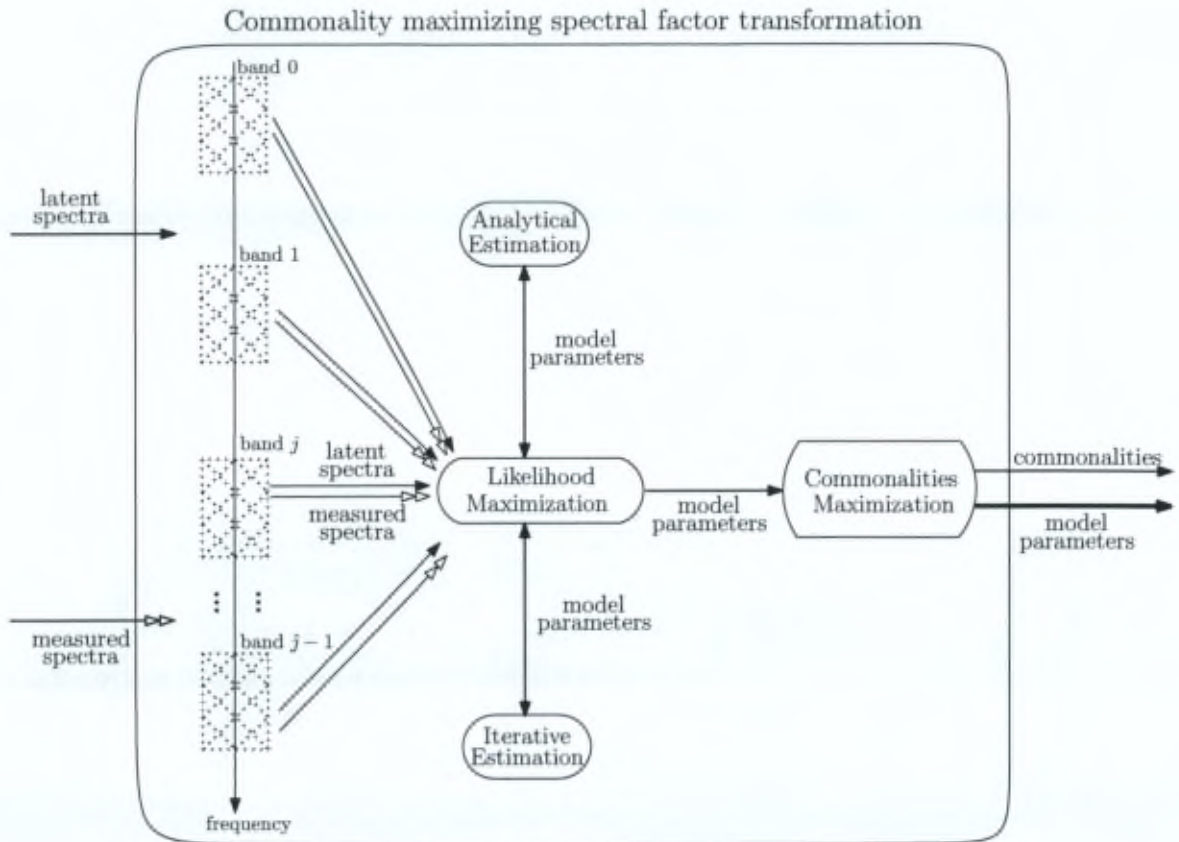 Commonality maximizing spectral factor transformation
band 0
latent
spectra
band 1
Analytical
Estimation
model
parameters
band j
latent
spectra
measured
spectra
Likelihood
Maximization
model
parameters
Commonalities
Maximization
commonalities
model
parameters
measured
spectra
band j − 1
model
parameters
Iterative
Estimation
frequency